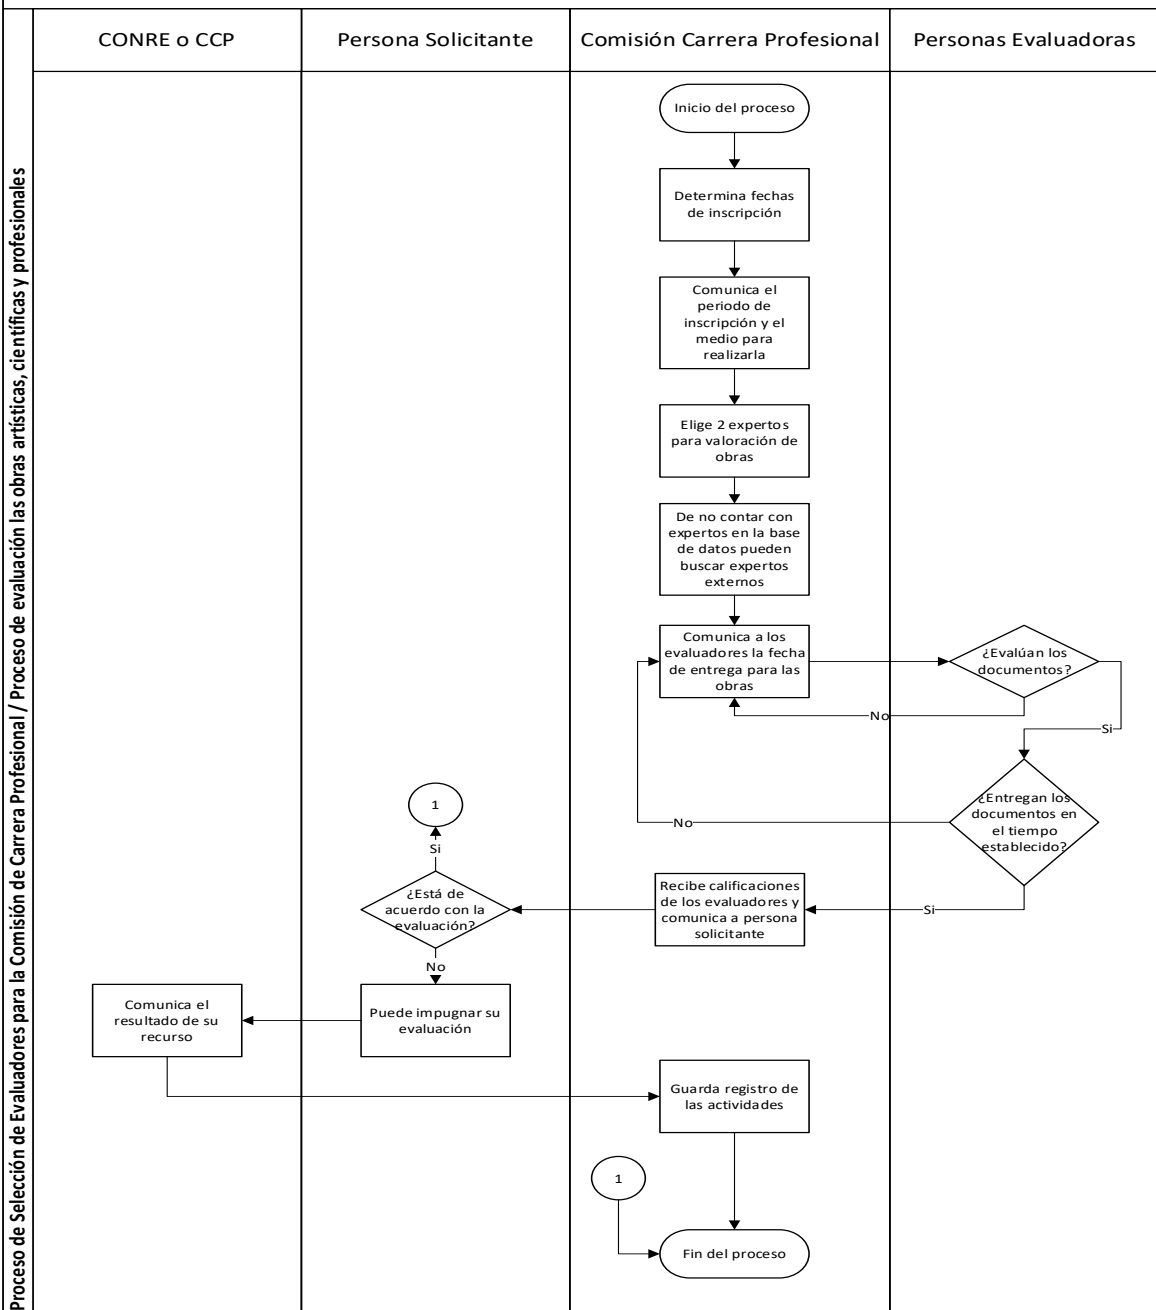 Proceso de Selección de Evaluadores para la Comisión de Carrera Profesional / Proceso de evaluación las obras artísticas, científicas y profesionales
CONRE o CCP
Persona Solicitante
Comisión Carrera Profesional
Personas Evaluadoras
Inicio del proceso
Determina fechas
de inscripción
Comunica el
periodo de
inscripción y el
medio para
realizarla
Elige 2 expertos
para valoración de
obras
De no contar con
expertos en la base
de datos pueden
buscar expertos
externos
Comunica a los
evaluadores la fecha
de entrega para las
obras
¿Evalúan los
documentos?
No
Si
¿Entregan los
documentos en
el tiempo
establecido?
No
Si
Recibe calificaciones
de los evaluadores y
comunica a persona
solicitante
1
Si
¿Está de
acuerdo con la
evaluación?
No
Puede impugnar su
evaluación
Comunica el
resultado de su
recurso
Guarda registro de
las actividades
1
Fin del proceso